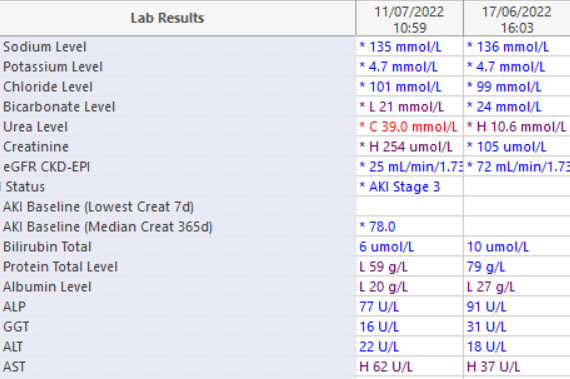 Lab Results 11/07/2022 10:59 17/06/2022 16:03
Sodium Level * 135 mmol/L * 136 mmol/L
Potassium Level * 4.7 mmol/L * 4.7 mmol/L
Chloride Level * 101 mmol/L * 99 mmol/L
Bicarbonate Level * L 21 mmol/L * 24 mmol/L
Urea Level * C 39.0 mmol/L * H 10.6 mmol/L
Creatinine * H 254 umol/L * 105 umol/L
eGFR CKD-EPI * 25 mL/min/1.73 * 72 mL/min/1.73
Status * AKI Stage 3
AKI Baseline (Lowest Creat 7d)
AKI Baseline (Median Creat 365d) * 78.0
Bilirubin Total 6 umol/L 10 umol/L
Protein Total Level L 59 g/L 79 g/L
Albumin Level L 20 g/L L 27 g/L
ALP 77 U/L 91 U/L
GGT 16 U/L 31 U/L
ALT 22 U/L 18 U/L
AST H 62 U/L H 37 U/L